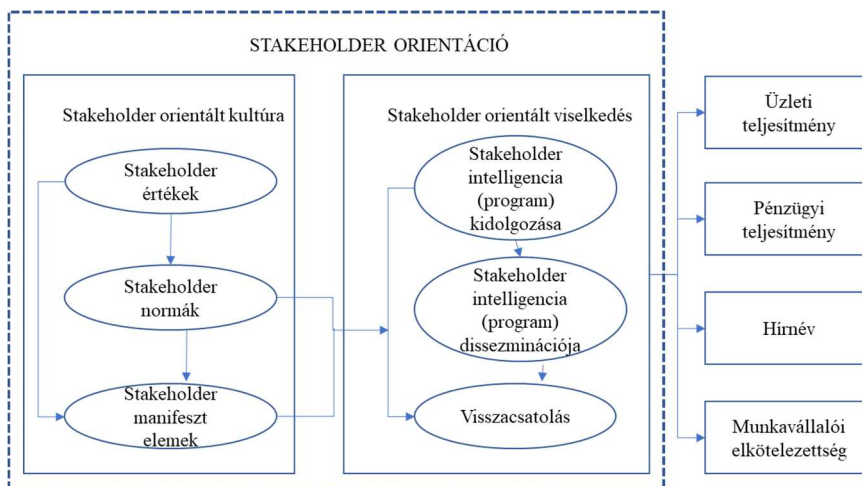 STAKEHOLDER ORIENTÁCIÓ
Stakeholder orientált kultúra
Stakeholder
értékek
Stakeholder
normák
Stakeholder
manifeszt
elemek
Stakeholder orientált viselkedés
Stakeholder
intelligencia
(program)
kidolgozása
Stakeholder
intelligencia
(program)
disszeminációja
Visszacsatolás
Üzleti
teljesítmény
Pénzügyi
teljesítmény
Hírnév
Munkavállalói
elkötelezettség